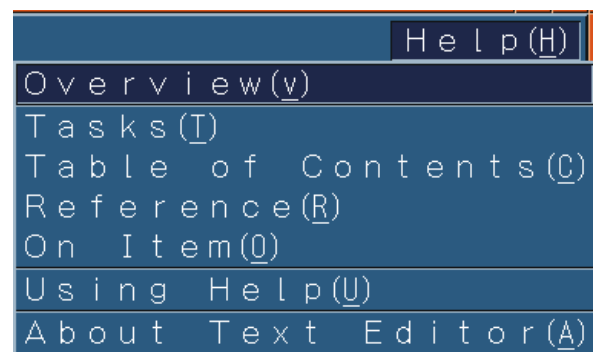 Help(H)
Overview(v)
Tasks(T)
Table of Contents(C)
Reference(R)
On Item(O)
Using Help(U)
About Text Editor(A)